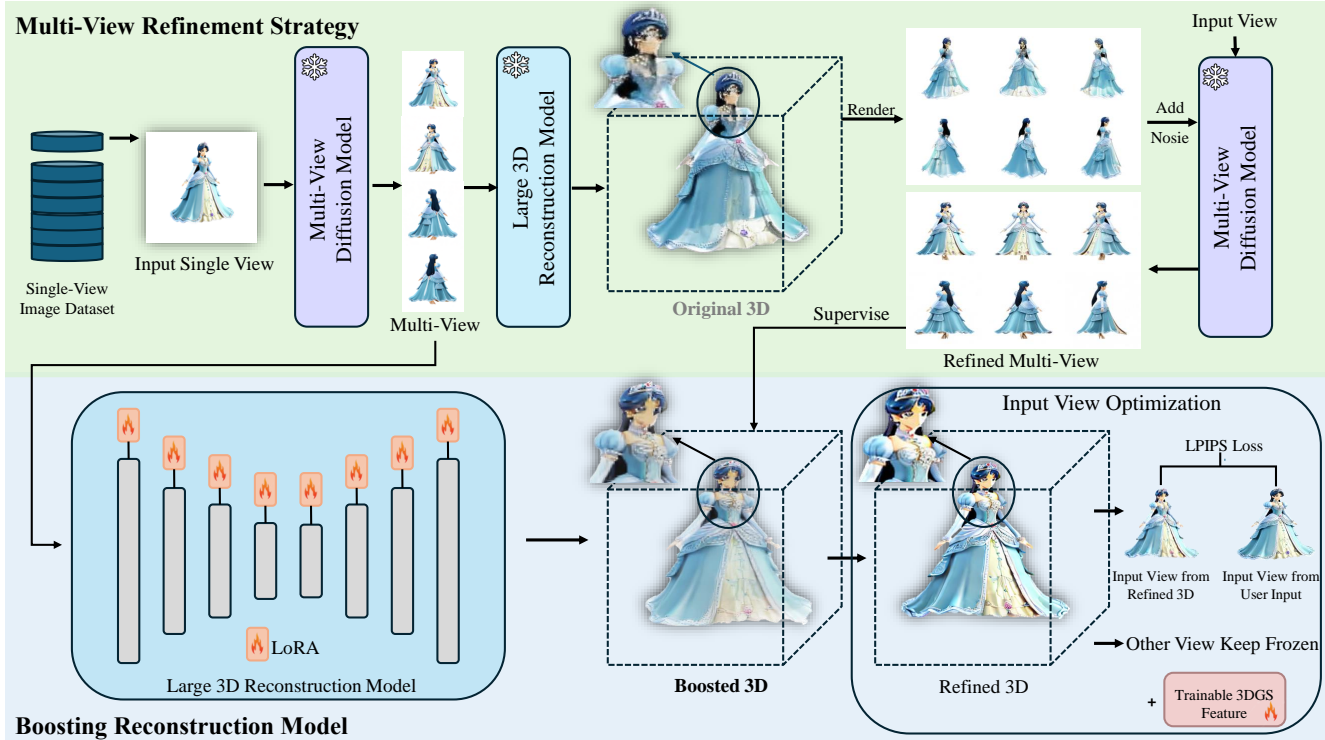 Multi-View Refinement Strategy
Single-View
Image Dataset
Input Single View
Multi-View
Diffusion Model
Multi-View
Large 3D
Reconstruction Model
Original 3D
Render
Input View
Add
Nosie
Multi-View
Diffusion Model
Refined Multi-View
Supervise
LoRA
Large 3D Reconstruction Model
Boosting Reconstruction Model
Boosted 3D
Input View Optimization
Refined 3D
LPIPS Loss
Input View from
Refined 3D
Input View from
User Input
Other View Keep Frozen
+
Trainable 3DGS
Feature